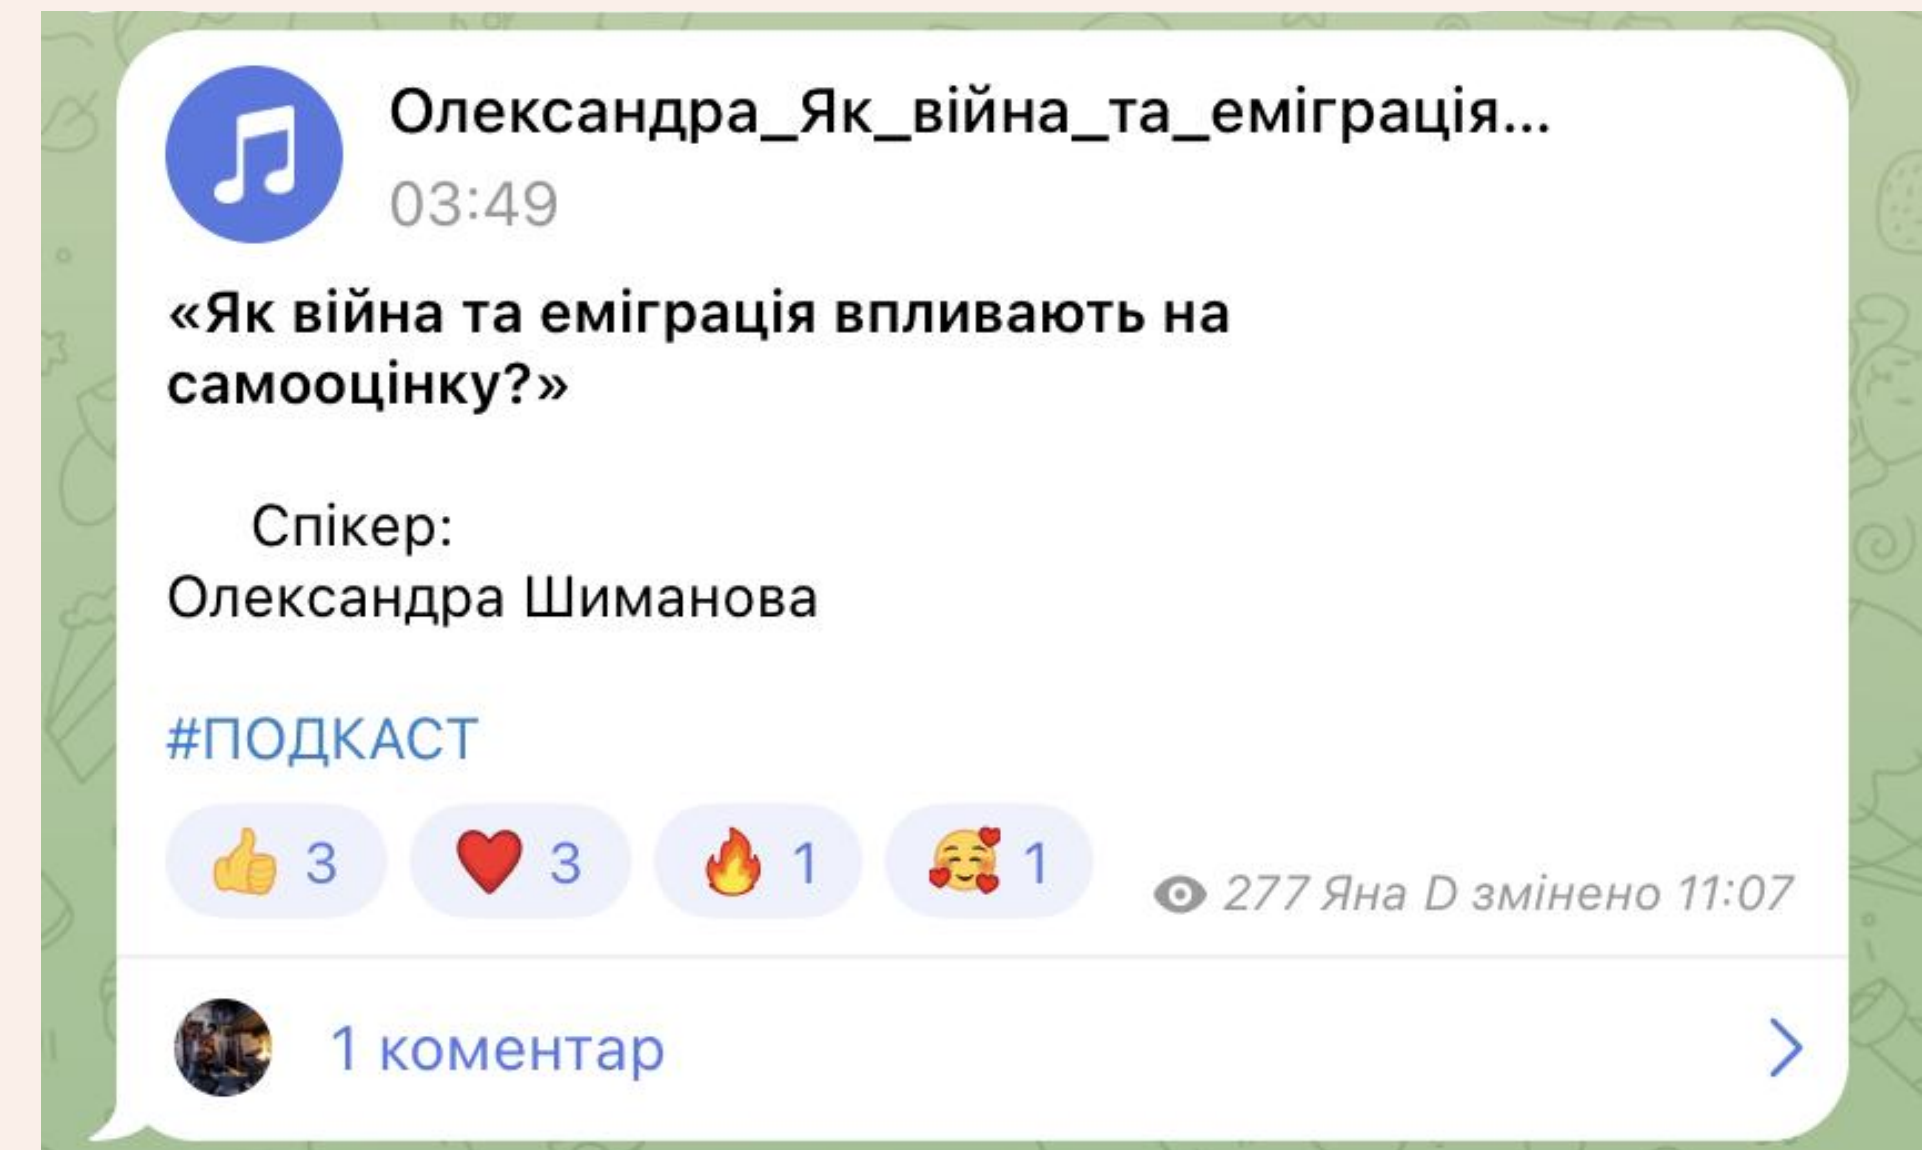 Олександра_Як_війна_та_еміграція...
03:49
«Як війна та еміграція впливають на
самооцінку?»
Спікер:
Олександра Шиманова
#ПОДКАСТ
3 3 1 1
277 Яна D змінено 11:07
1 коментар